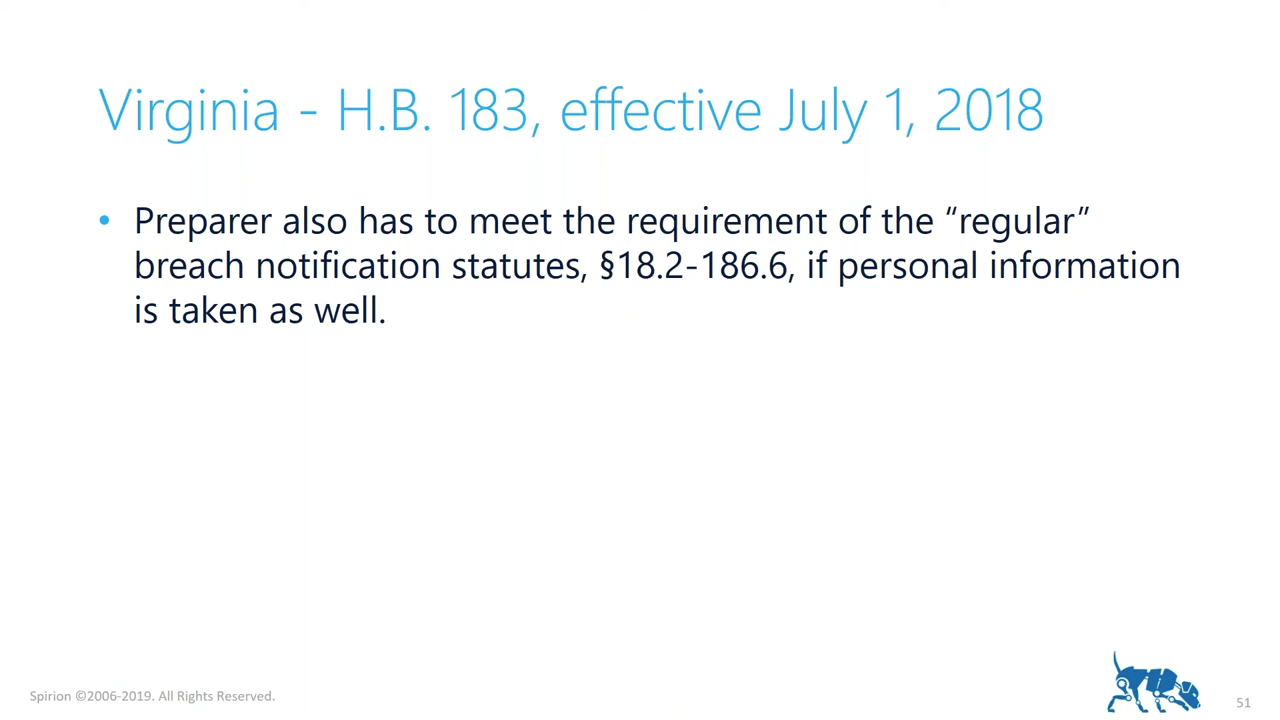 Virginia - H.B. 183, effective July 1, 2018
• Preparer also has to meet the requirement of the “regular”
breach notification statutes, §18.2-186.6, if personal information
is taken as well.
Spirion ©2006-2019. All Rights Reserved.
51